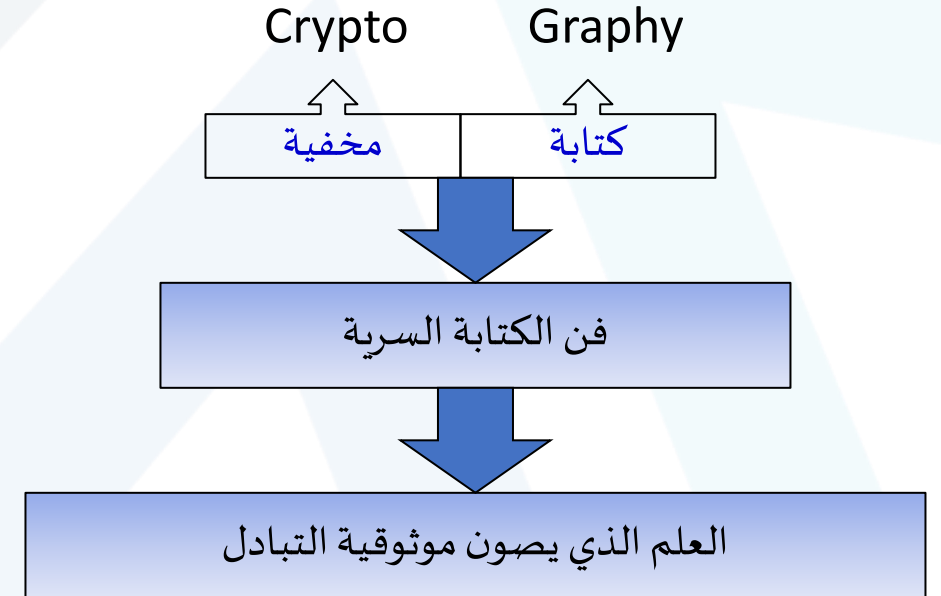 Crypto Graphy
كتابة مخفية
فن الكتابة السرية
العلم الذي يصون موثوقية التبادل